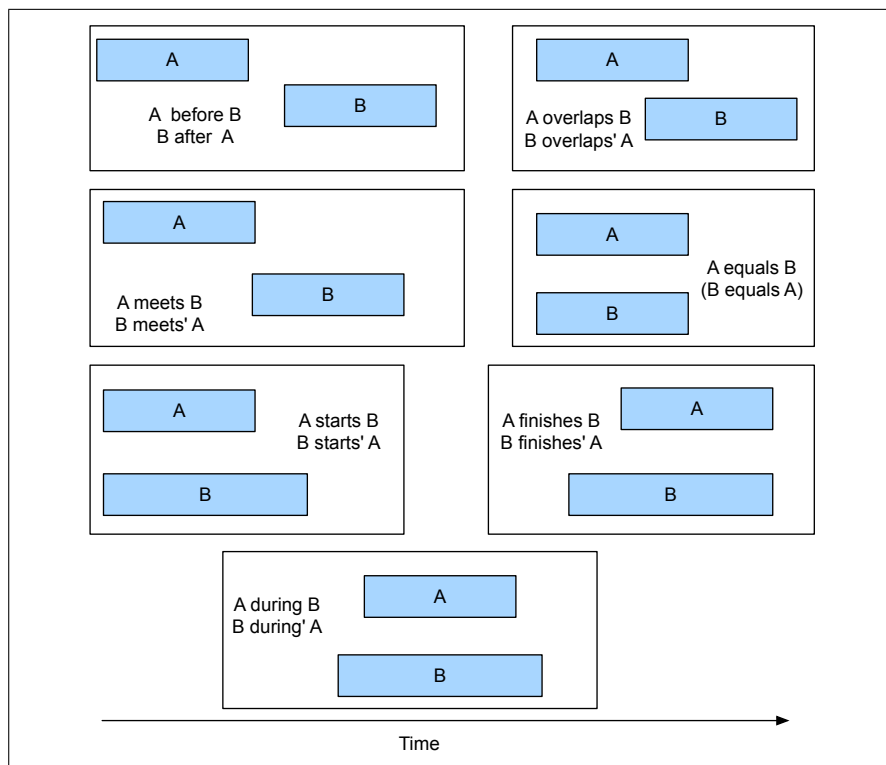 A
B
A before B
B after A
A
B
A overlaps B
B overlaps' A
A
B
A meets B
B meets' A
A
B
A equals B
(B equals A)
A
A starts B
B starts' A
B
A
A finishes B
B finishes' A
B
A
A during B
B during' A
B
Time